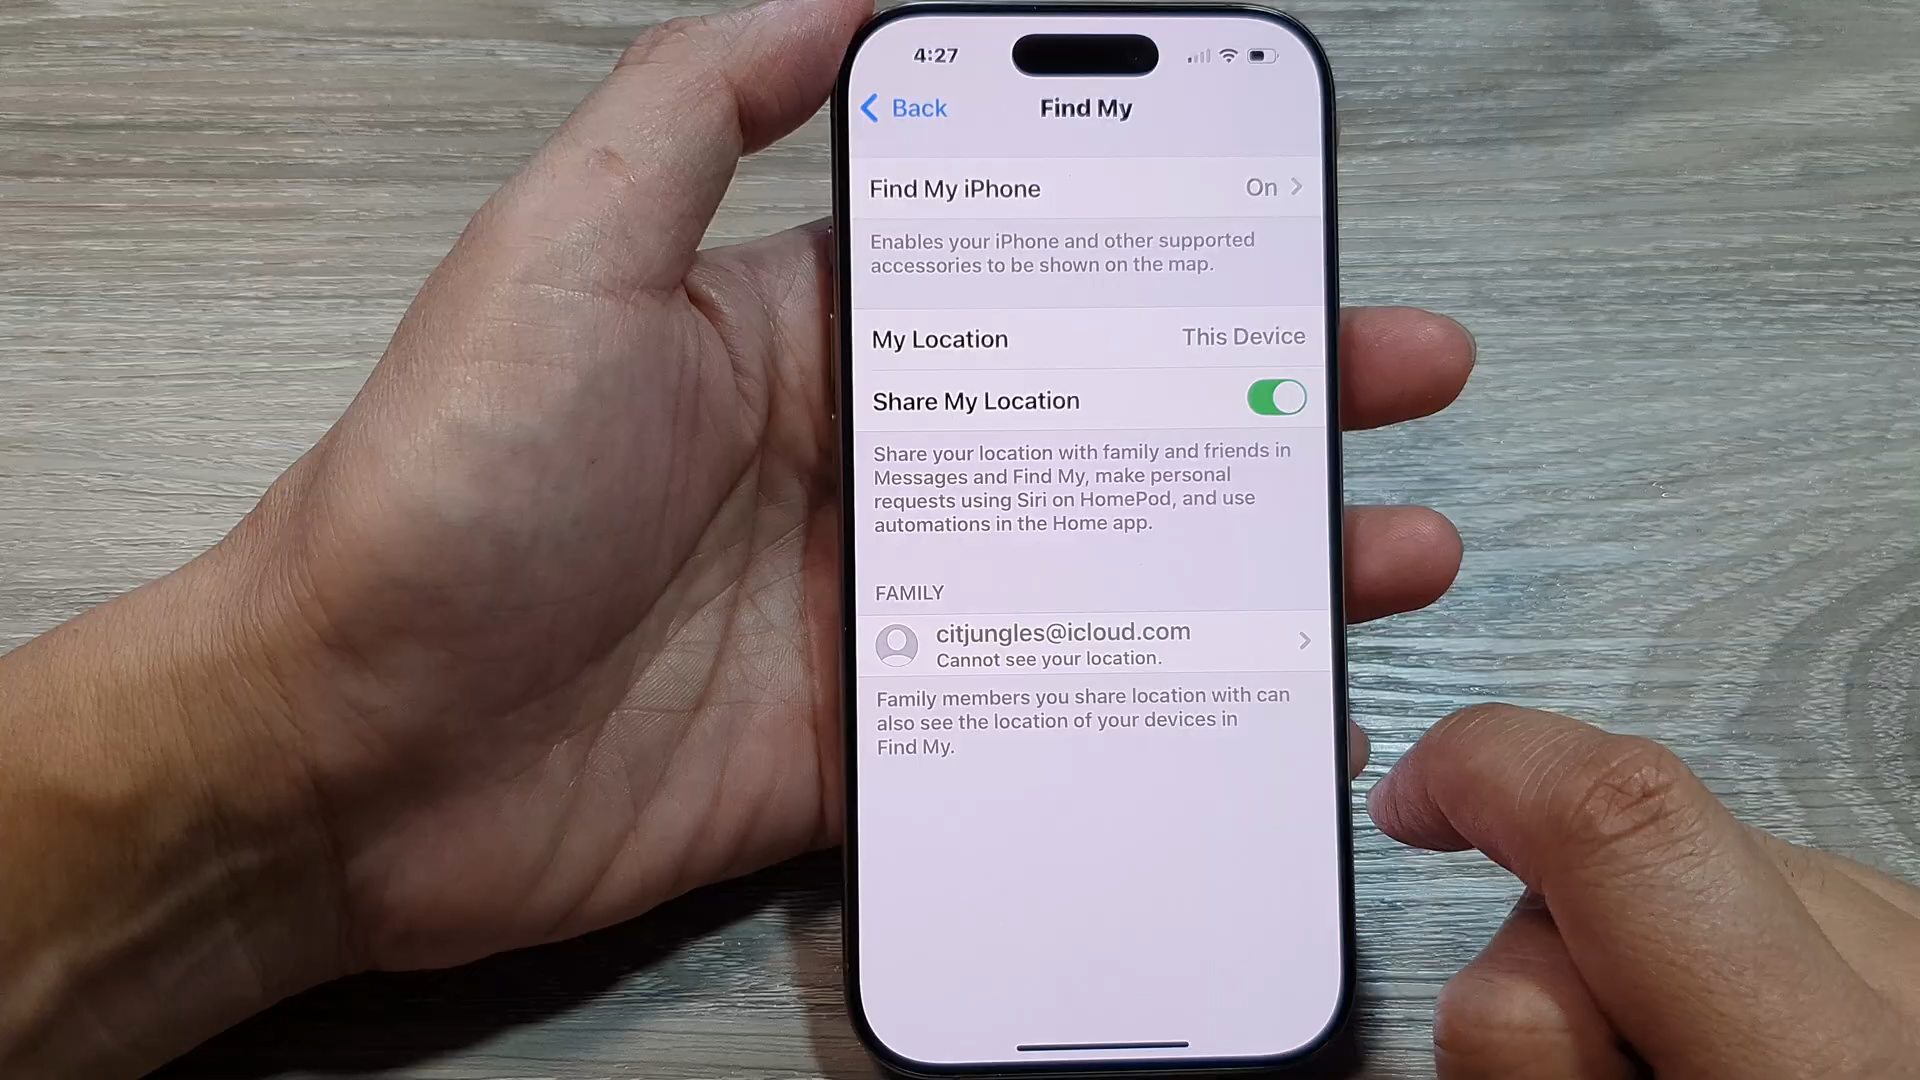 4:27
Back
Find My
Find My iPhone On
Enables your iPhone and other supported
accessories to be shown on the map.
My Location This Device
Share My Location
Share your location with family and friends in
Messages and Find My, make personal
requests using Siri on HomePod, and use
automations in the Home app.
FAMILY
citjungles@icloud.com
Cannot see your location.
Family members you share location with can
also see the location of your devices in
Find My.